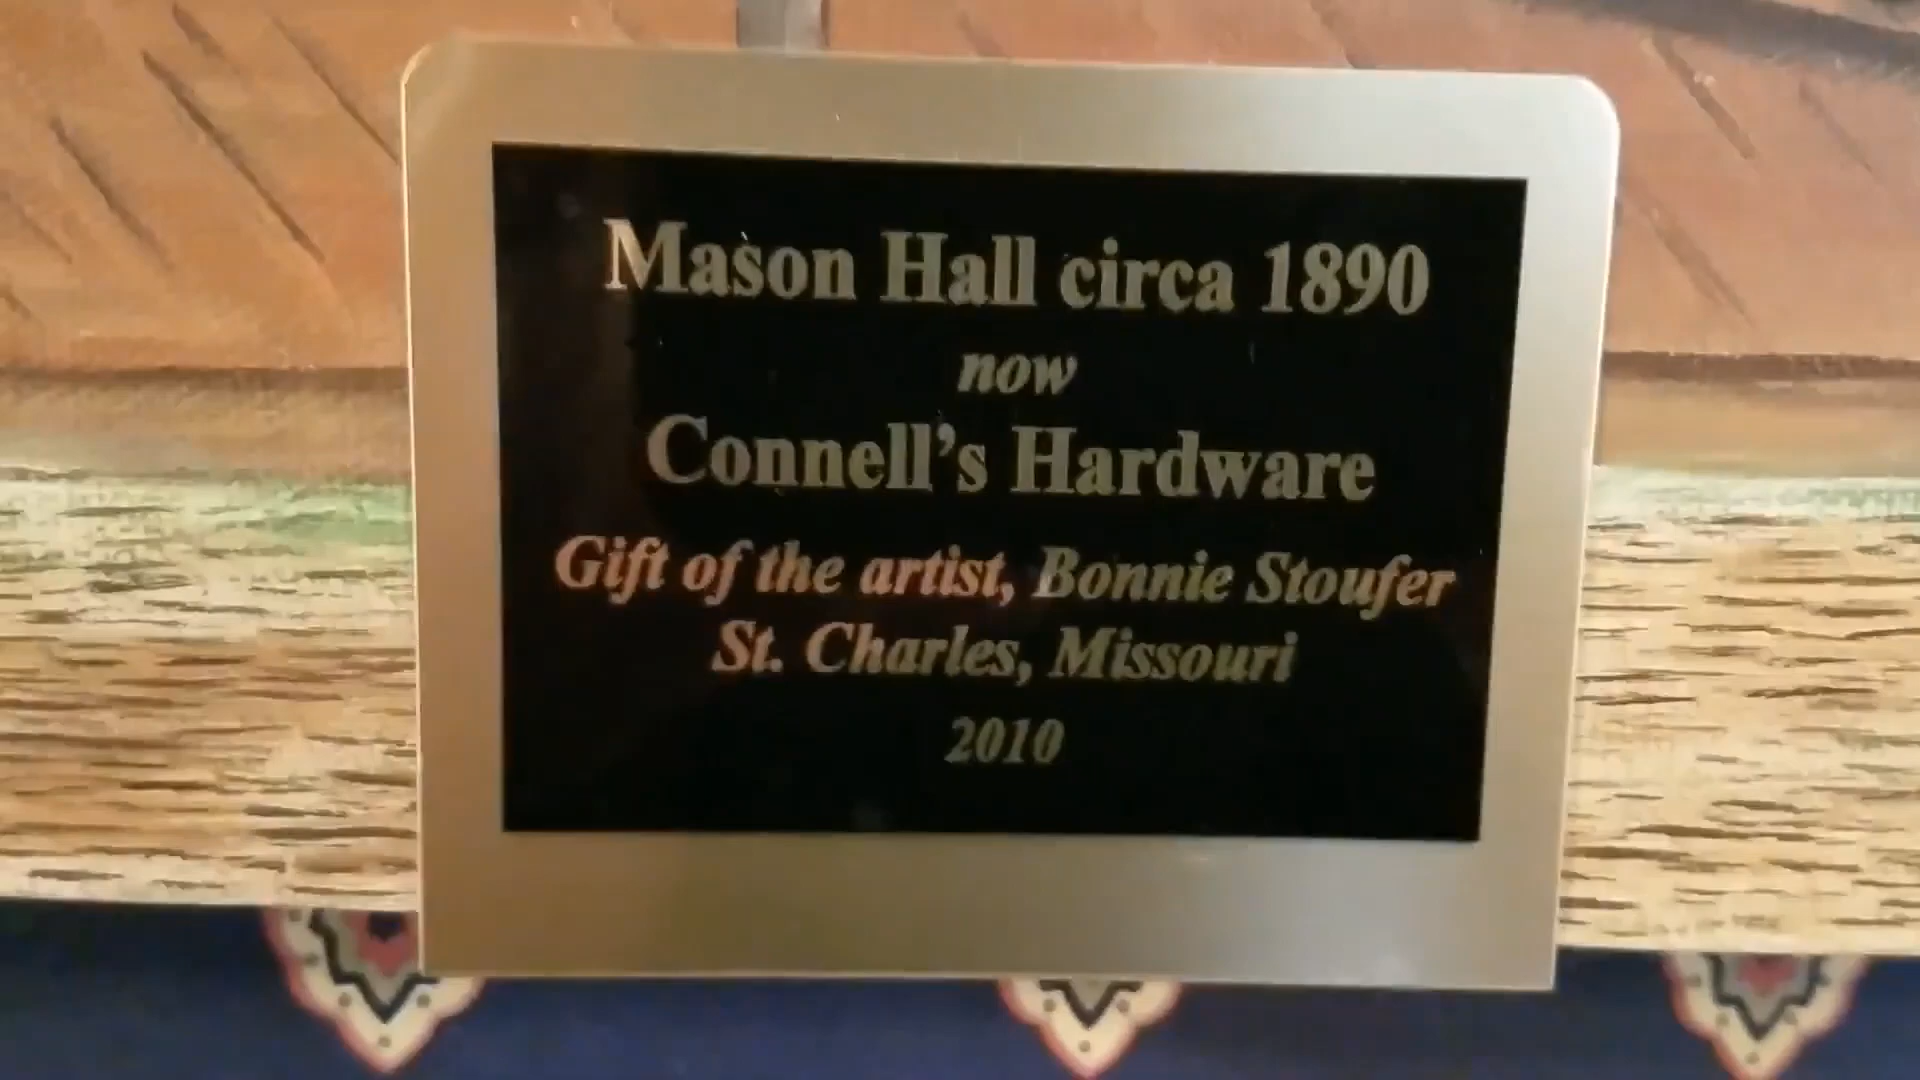 Mason Hall circa 1890
now
Connell's Hardware
Gift of the artist, Bonnie Stoufer
St. Charles, Missouri
2010